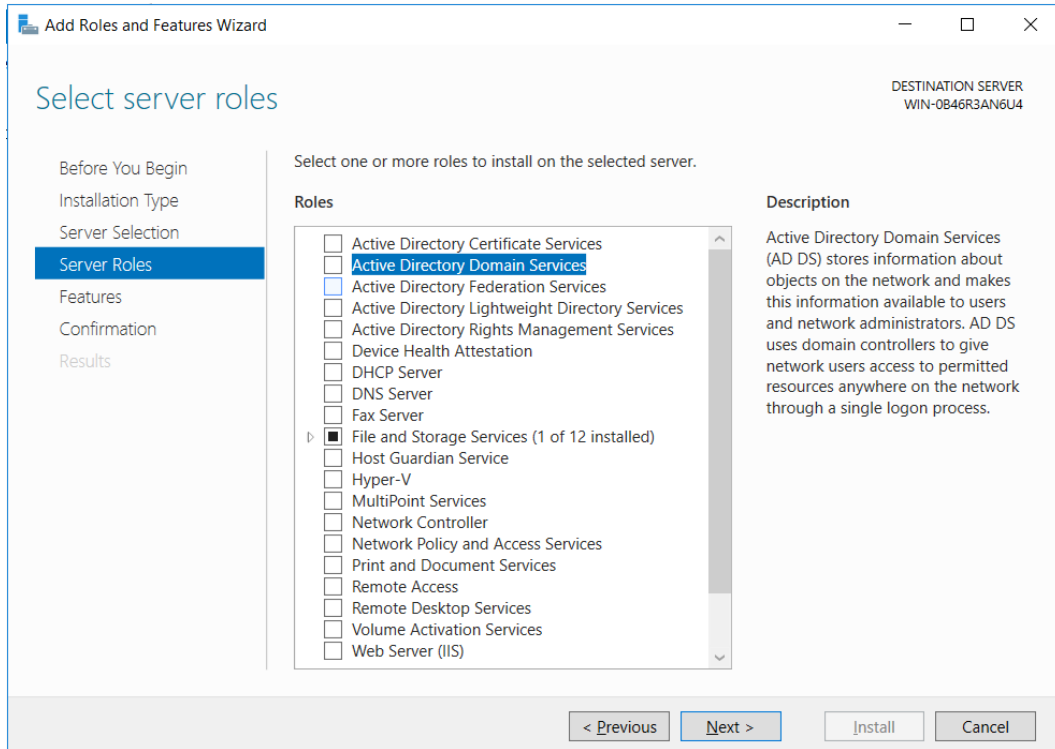 Add Roles and Features Wizard
Select server roles
DESTINATION SERVER
WIN-0B46R3AN6U4
Before You Begin
Installation Type
Server Selection
Server Roles
Features
Confirmation
Results
Select one or more roles to install on the selected server.
Roles
Active Directory Certificate Services
Active Directory Domain Services
Active Directory Federation Services
Active Directory Lightweight Directory Services
Active Directory Rights Management Services
Device Health Attestation
DHCP Server
DNS Server
Fax Server
File and Storage Services (1 of 12 installed)
Host Guardian Service
Hyper-V
MultiPoint Services
Network Controller
Network Policy and Access Services
Print and Document Services
Remote Access
Remote Desktop Services
Volume Activation Services
Web Server (IIS)
Description
Active Directory Domain Services
(AD DS) stores information about
objects on the network and makes
this information available to users
and network administrators. AD DS
uses domain controllers to give
network users access to permitted
resources anywhere on the network
through a single logon process.
< Previous
Next >
Install
Cancel